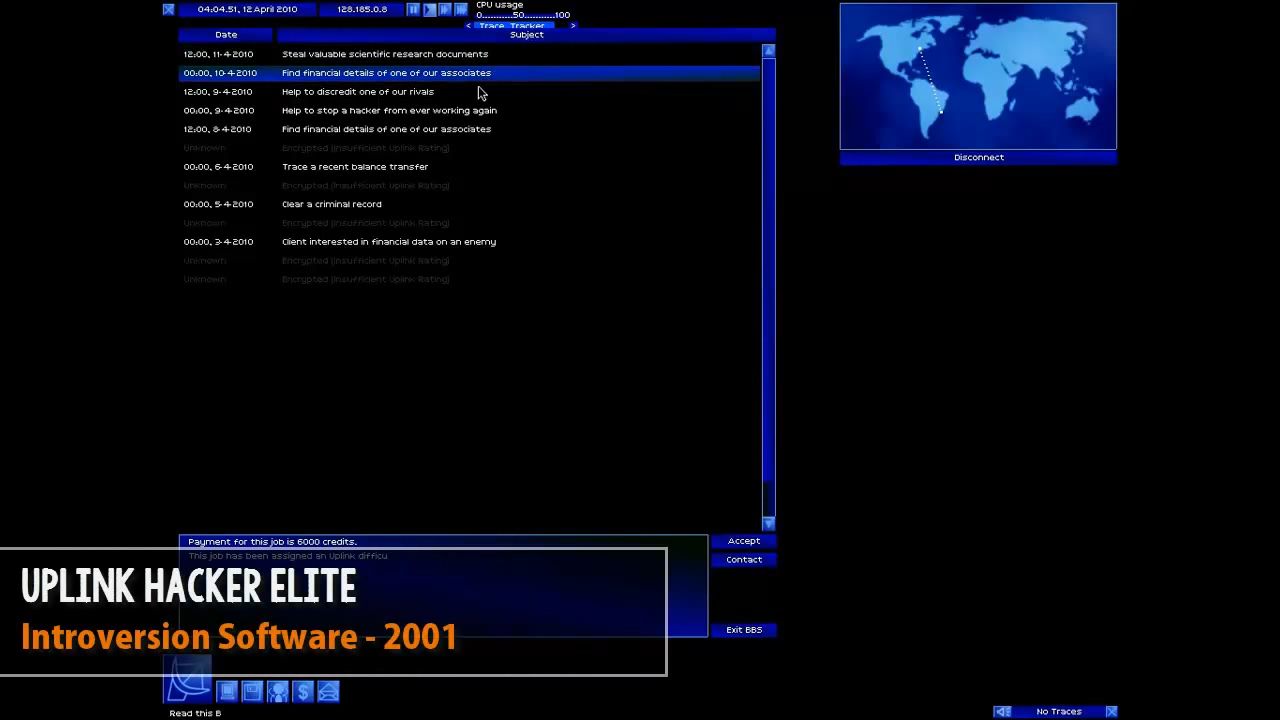 04:04.51, 12 April 2010
128.185.0.8
CPU usage
0...........50...........100
< Trace_Tracker >
Date Subject
12:00, 11-4-2010 Steal valuable scientific research documents
00:00, 10-4-2010 Find financial details of one of our associates
12:00, 9-4-2010 Help to discredit one of our rivals
00:00, 9-4-2010 Help to stop a hacker from ever working again
12:00, 8-4-2010 Find financial details of one of our associates
Unknown Encrypted (Insufficient Uplink Rating)
00:00, 6-4-2010 Trace a recent balance transfer
Unknown Encrypted (Insufficient Uplink Rating)
00:00, 5-4-2010 Clear a criminal record
Unknown Encrypted (Insufficient Uplink Rating)
00:00, 3-4-2010 Client interested in financial data on an enemy
Unknown Encrypted (Insufficient Uplink Rating)
Unknown Encrypted (Insufficient Uplink Rating)
Disconnect
Payment for this job is 6000 credits.
This job has been assigned an Uplink difficu
Accept
Contact
Exit BBS
UPLINK HACKER ELITE
Introversion Software - 2001
$
Read this B
No Traces